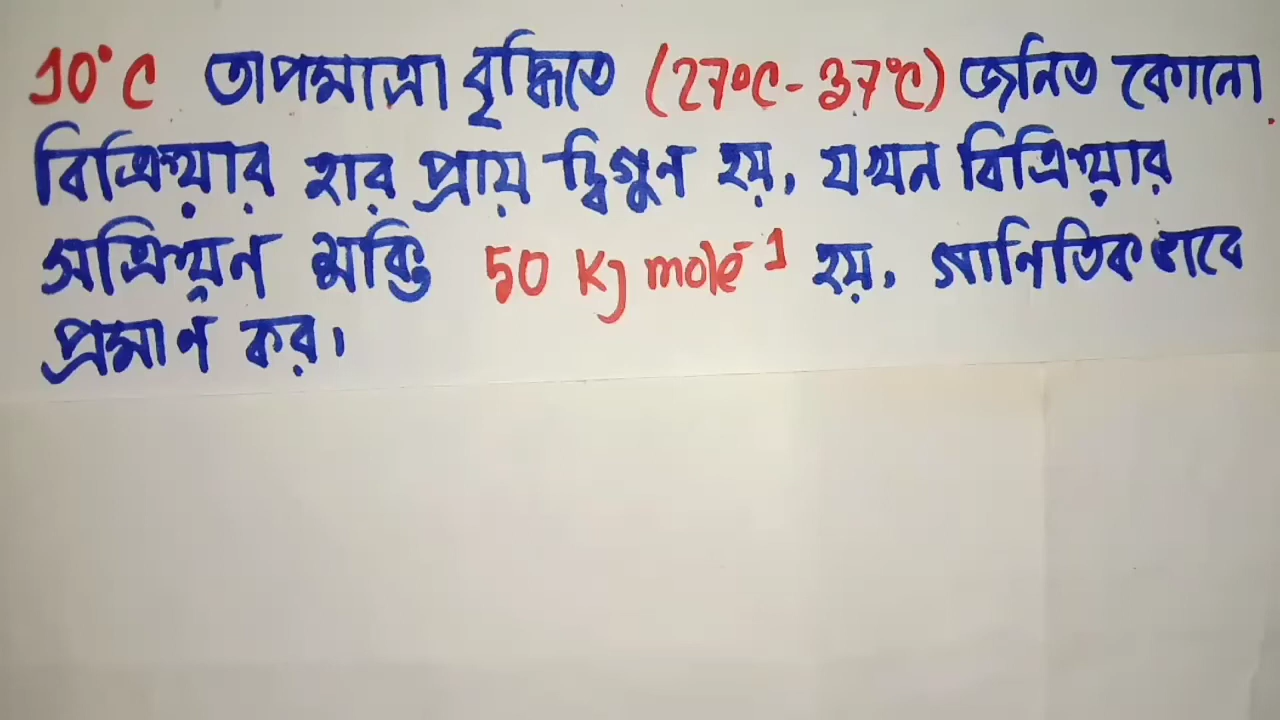 10°C তাপমাত্রা বৃদ্ধিতে (27°C - 37°C) জনিত কোনো
বিক্রিয়ার হার প্রায় দ্বিগুন হয়, যখন বিক্রিয়ার
সক্রিয়ন শক্তি 50 KJ mole⁻¹ হয়, গানিতিক ভাবে
প্রমান কর।